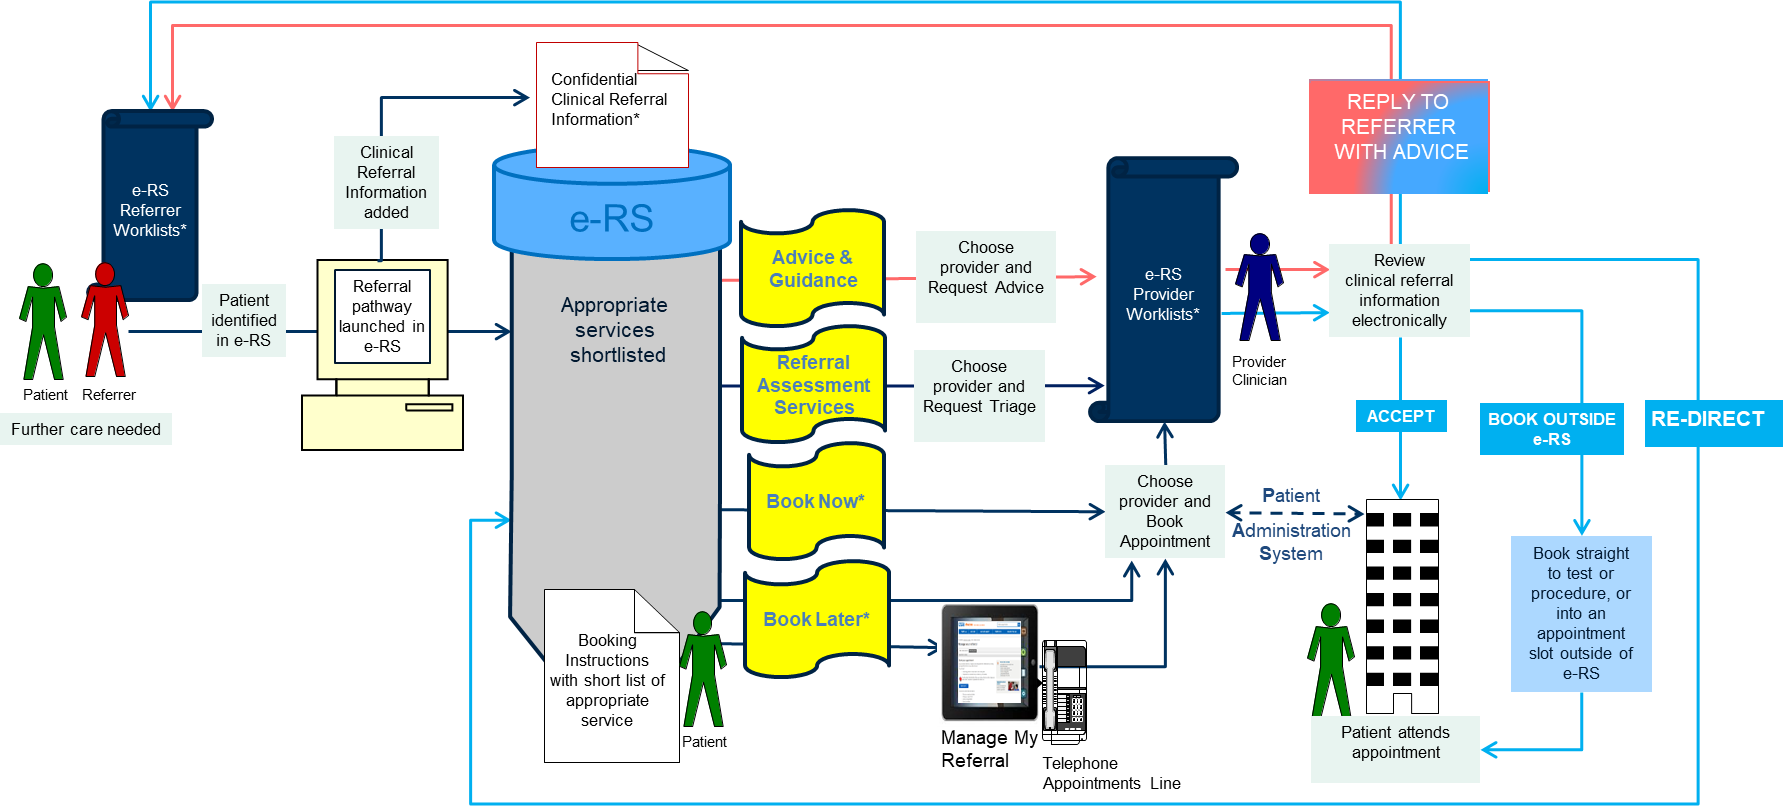 Confidential
Clinical Referral
Information*
REPLY TO
REFERRER
WITH ADVICE
Clinical
Referral
Information
added
e-RS
Referrer
Worklists*
e-RS
Advice &
Guidance
Choose
provider and
Request Advice
e-RS
Provider
Worklists*
Review
clinical referral
information
electronically
Patient
identified
in e-RS
Referral
pathway
launched in
e-RS
Appropriate
services
shortlisted
Provider
Clinician
Patient
Referrer
Further care needed
Referral
Assessment
Services
Choose
provider and
Request Triage
ACCEPT
BOOK OUTSIDE
e-RS
RE-DIRECT
Book Now*
Choose
provider and
Book
Appointment
Patient
Administration
System
Book straight
to test or
procedure, or
into an
appointment
slot outside of
e-RS
Book Later*
Booking
Instructions
with short list of
appropriate
service
Patient
Manage My
Referral
Telephone
Appointments Line
Patient attends
appointment